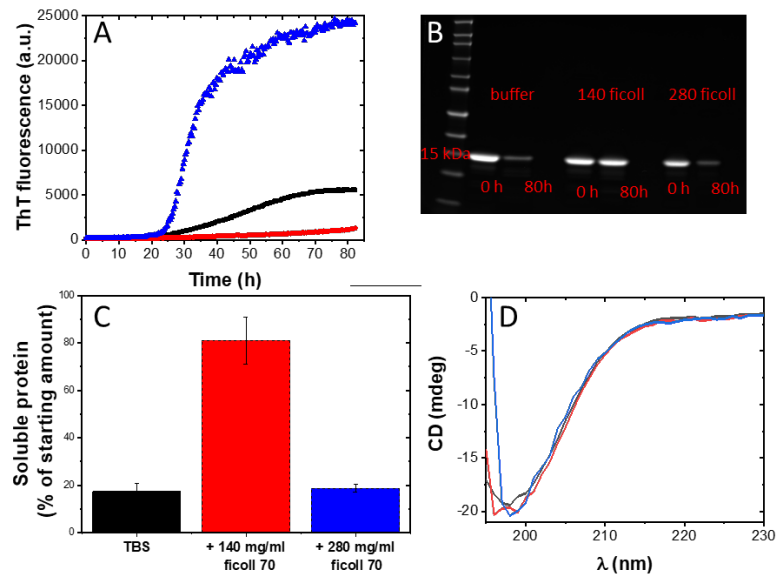 A
25000
20000
15000
10000
5000
0
ThT fluorescence (a.u.)
0 10 20 30 40 50 60 70 80
Time (h)
B
buffer 140 ficoll 280 ficoll
15 kDa
0 h 80h 0 h 80h 0 h 80h
C
100
80
60
40
20
0
Soluble protein
(% of starting amount)
TBS + 140 mg/ml + 280 mg/ml
ficoll 70 ficoll 70
D
0
-5
-10
-15
-20
CD (mdeg)
200 210 220 230
λ (nm)